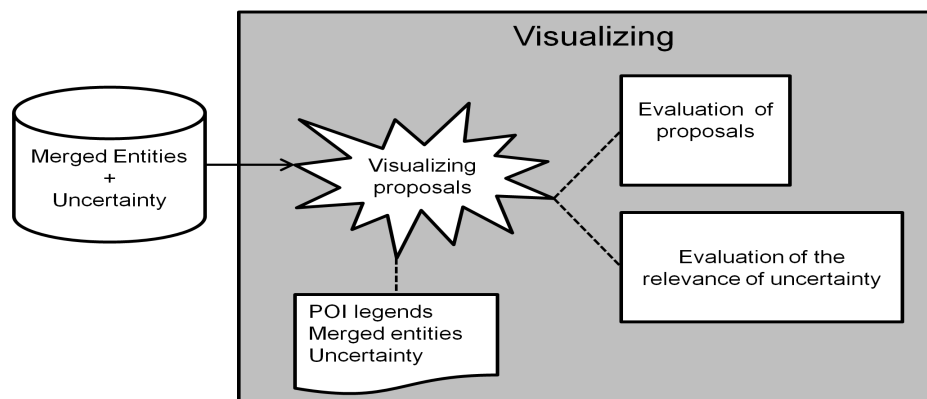 Visualizing
Merged Entities
+
Uncertainty
Visualizing
proposals
Evaluation of
proposals
Evaluation of the
relevance of uncertainty
POI legends
Merged entities
Uncertainty